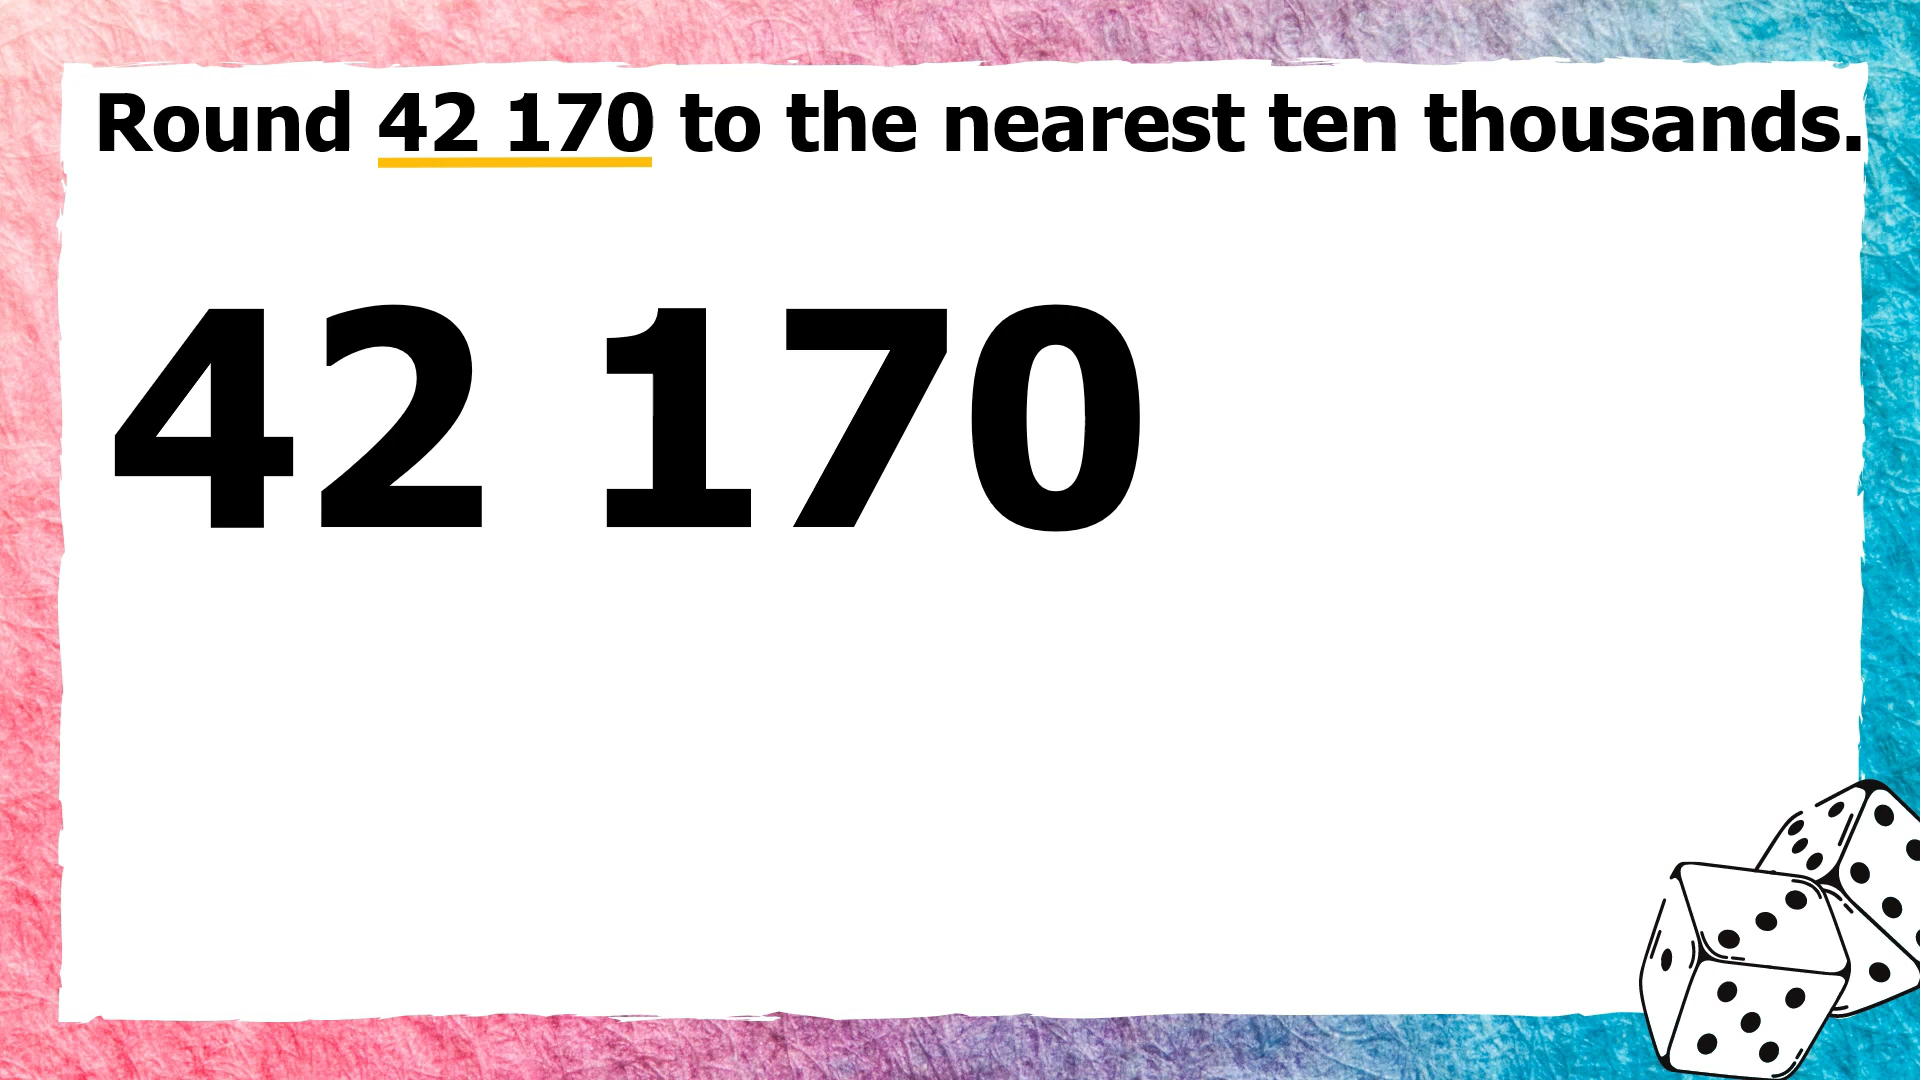 Round 42 170 to the nearest ten thousands.
42 170